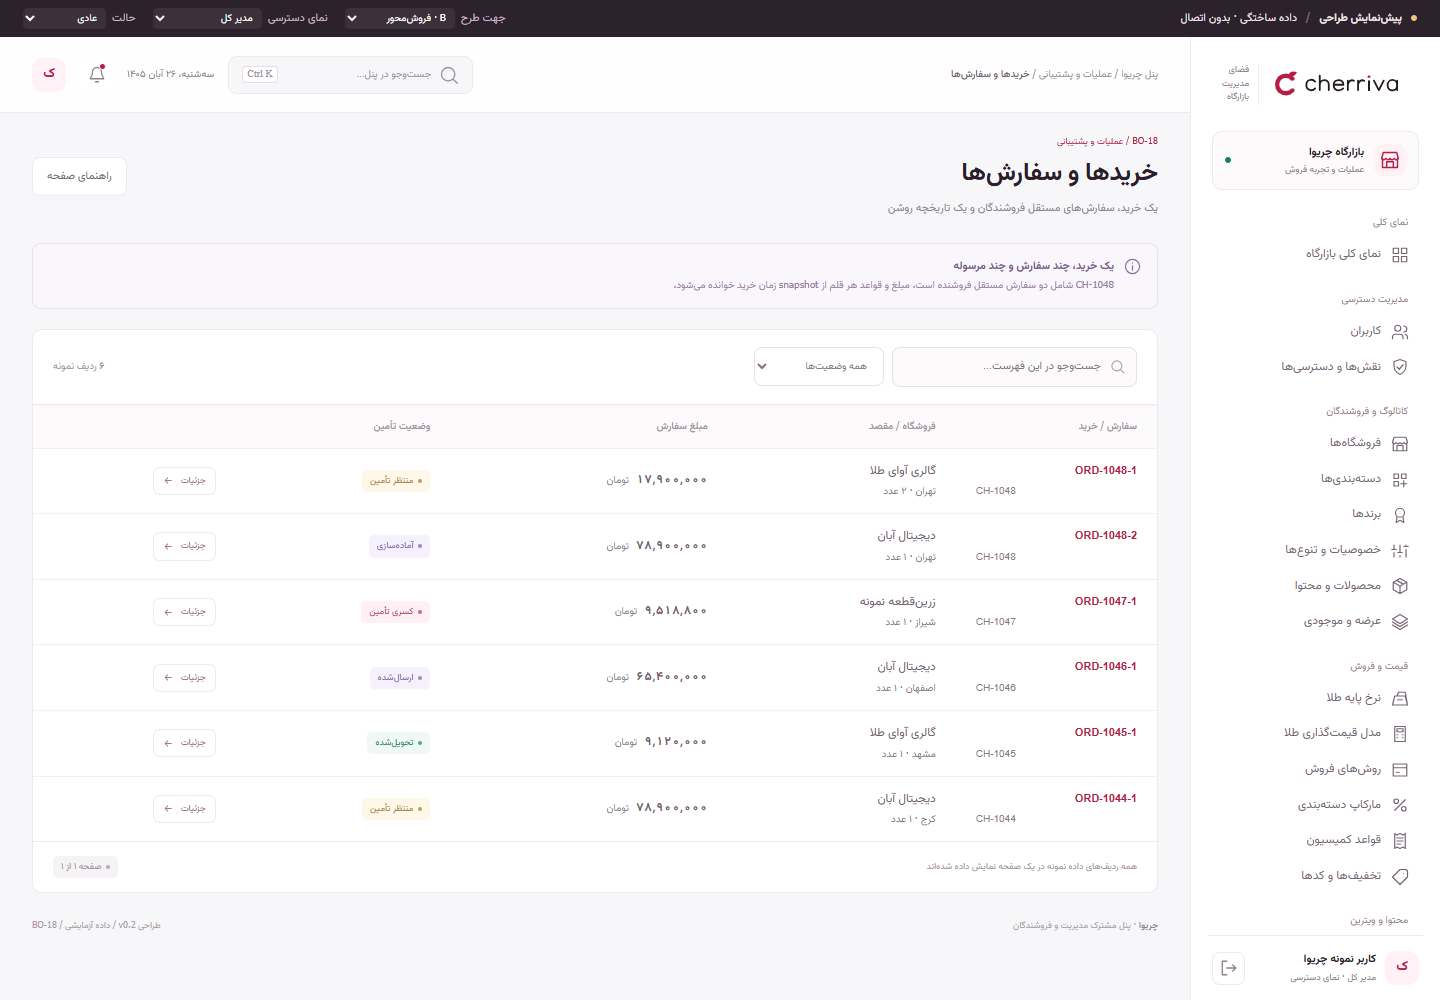 پیش‌نمایش طراحی / داده ساختگی · بدون اتصال
جهت طرح B · فروش‌محور نمای دسترسی مدیر کل حالت عادی
cherriva
فضای
مدیریت
بازارگاه
پنل چریوا / عملیات و پشتیبانی / خریدها و سفارش‌ها
جست‌وجو در پنل... Ctrl K
سه‌شنبه، ۲۶ آبان ۱۴۰۵
ک
بازارگاه چریوا
عملیات و تجربه فروش
نمای کلی
نمای کلی بازارگاه
مدیریت دسترسی
کاربران
نقش‌ها و دسترسی‌ها
کاتالوگ و فروشندگان
فروشگاه‌ها
دسته‌بندی‌ها
برندها
خصوصیات و تنوع‌ها
محصولات و محتوا
عرضه و موجودی
قیمت و فروش
نرخ پایه طلا
مدل قیمت‌گذاری طلا
روش‌های فروش
مارکاپ دسته‌بندی
قواعد کمیسیون
تخفیف‌ها و کدها
محتوا و ویترین
ک
کاربر نمونه چریوا
مدیر کل · نمای دسترسی
BO-18 / عملیات و پشتیبانی
خریدها و سفارش‌ها
یک خرید، سفارش‌های مستقل فروشندگان و یک تاریخچه روشن
راهنمای صفحه
یک خرید، چند سفارش و چند مرسوله
CH-1048 شامل دو سفارش مستقل فروشنده است. مبلغ و قواعد هر قلم از snapshot زمان خرید خوانده می‌شود.
جست‌وجو در این فهرست...
همه وضعیت‌ها
۶ ردیف نمونه
سفارش / خرید فروشگاه / مقصد مبلغ سفارش وضعیت تأمین
ORD-1048-1 گالری آوای طلا ۱۷,۹۰۰,۰۰۰ تومان منتظر تأمین جزئیات ←
CH-1048 تهران · ۲ عدد
ORD-1048-2 دیجیتال آبان ۷۸,۹۰۰,۰۰۰ تومان آماده‌سازی جزئیات ←
CH-1048 تهران · ۱ عدد
ORD-1047-1 زرین‌قطعه نمونه ۹,۵۱۸,۸۰۰ تومان کسری تأمین جزئیات ←
CH-1047 شیراز · ۱ عدد
ORD-1046-1 دیجیتال آبان ۶۵,۴۰۰,۰۰۰ تومان ارسال‌شده جزئیات ←
CH-1046 اصفهان · ۱ عدد
ORD-1045-1 گالری آوای طلا ۹,۱۲۰,۰۰۰ تومان تحویل‌شده جزئیات ←
CH-1045 مشهد · ۱ عدد
ORD-1044-1 دیجیتال آبان ۷۸,۹۰۰,۰۰۰ تومان منتظر تأمین جزئیات ←
CH-1044 کرج · ۱ عدد
همه ردیف‌های داده نمونه در یک صفحه نمایش داده شده‌اند
صفحه ۱ از ۱
چریوا · پنل مشترک مدیریت و فروشندگان
طراحی v0.2 / داده آزمایشی / BO-18